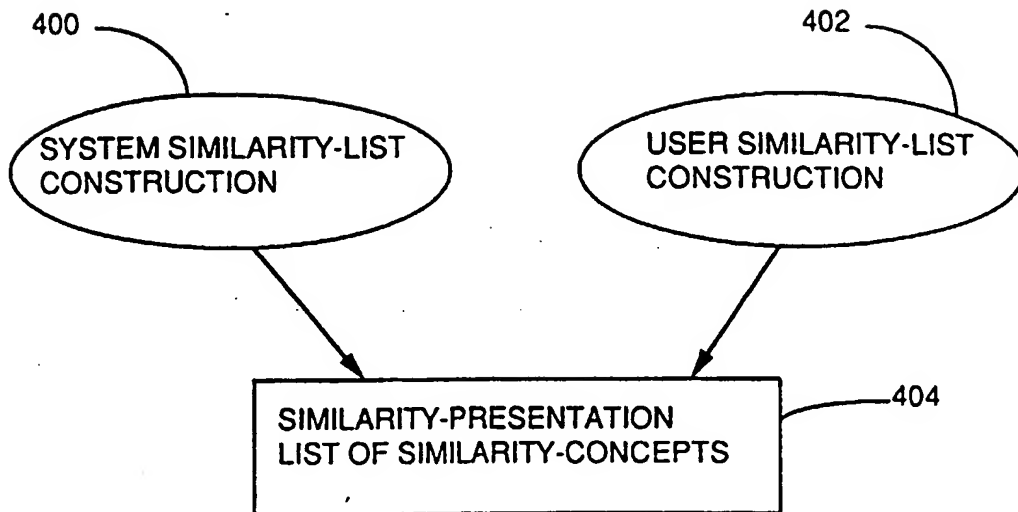 400
402
SYSTEM SIMILARITY-LIST
CONSTRUCTION
USER SIMILARITY-LIST
CONSTRUCTION
404
SIMILARITY-PRESENTATION
LIST OF SIMILARITY-CONCEPTS